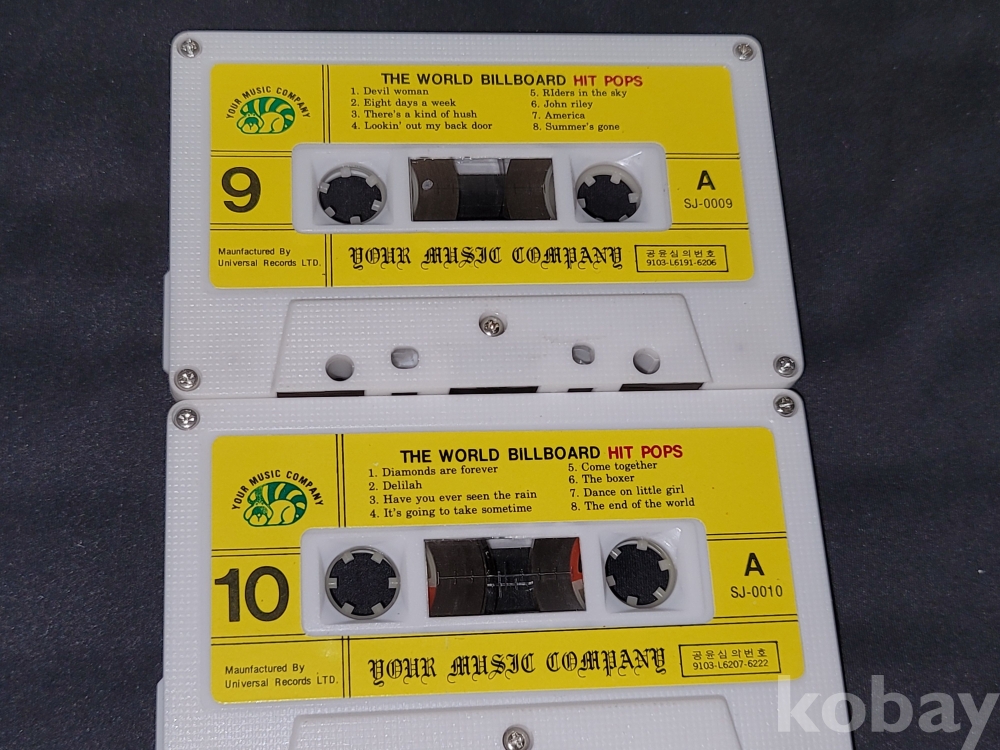 YOUR MUSIC COMPANY
THE WORLD BILLBOARD HIT POPS
1. Devil woman
2. Eight days a week
3. There's a kind of hush
4. Lookin' out my back door
5. RIders in the sky
6. John riley
7. America
8. Summer's gone
9
A
SJ-0009
Maunfactured By
Universal Records LTD.
YOUR MUSIC COMPANY
공윤심의번호
9103-L6191-6206
YOUR MUSIC COMPANY
THE WORLD BILLBOARD HIT POPS
1. Diamonds are forever
2. Delilah
3. Have you ever seen the rain
4. It's going to take sometime
5. Come together
6. The boxer
7. Dance on little girl
8. The end of the world
10
A
SJ-0010
Maunfactured By
Universal Records LTD.
YOUR MUSIC COMPANY
공윤심의번호
9103-L6207-6222
kobay